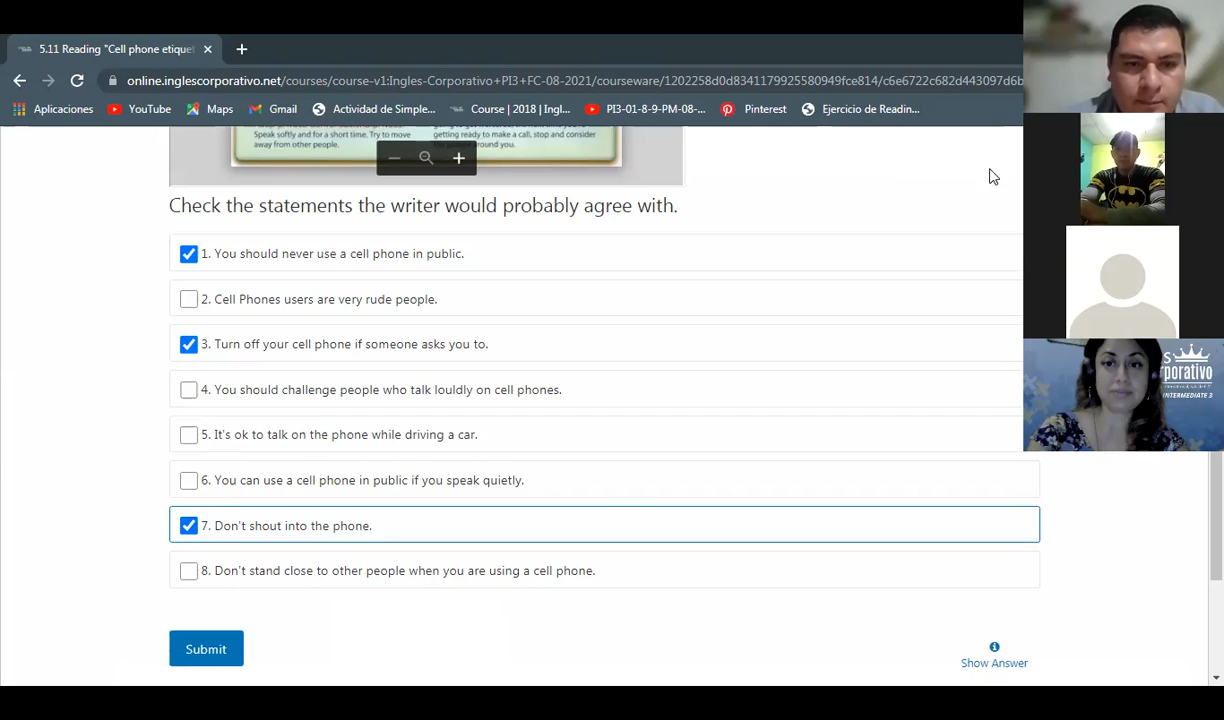 5.11 Reading "Cell phone etiquet
online.inglescorporativo.net/courses/course-v1:Ingles-Corporativo+PI3+FC-08-2021/courseware/1202258d0d8341179925580949fce814/c6e6722c682d443097d6b
Aplicaciones YouTube Maps Gmail Actividad de Simple... Course | 2018 | Ingl... PI3-01-8-9-PM-08-... Pinterest Ejercicio de Readin...
Speak softly and for a short time. Try to move
away from other people.
getting ready to make a call, stop and consider
around you.
Check the statements the writer would probably agree with.
1. You should never use a cell phone in public.
2. Cell Phones users are very rude people.
3. Turn off your cell phone if someone asks you to.
4. You should challenge people who talk louldly on cell phones.
5. It's ok to talk on the phone while driving a car.
6. You can use a cell phone in public if you speak quietly.
7. Don't shout into the phone.
8. Don't stand close to other people when you are using a cell phone.
Submit
Show Answer
S
rporativo
INTERMEDIATE 3